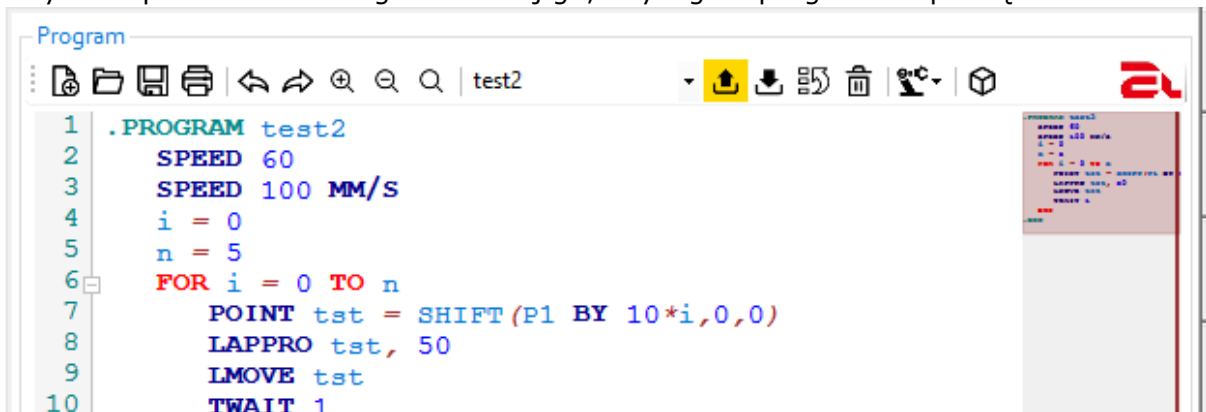 Program
test2
1 .PROGRAM test2
2 SPEED 60
3 SPEED 100 MM/S
4 i = 0
5 n = 5
6 FOR i = 0 TO n
7 POINT tst = SHIFT(P1 BY 10*i,0,0)
8 LAPPRO tst, 50
9 LMOVE tst
10 TWAIT 1